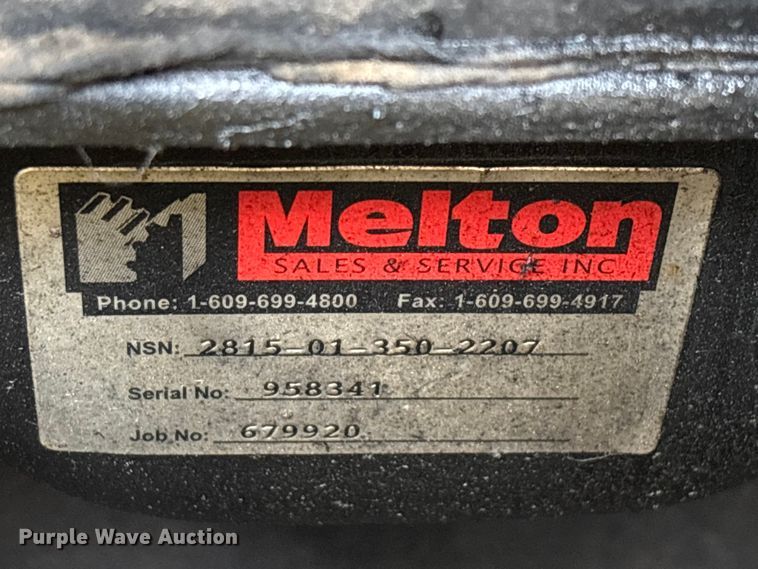 Melton
SALES & SERVICE INC
Phone: 1-609-699-4800 Fax: 1-609-699-4917
NSN: 2815-01-350-2207
Serial No: 958341
Job No: 679920
Purple Wave Auction